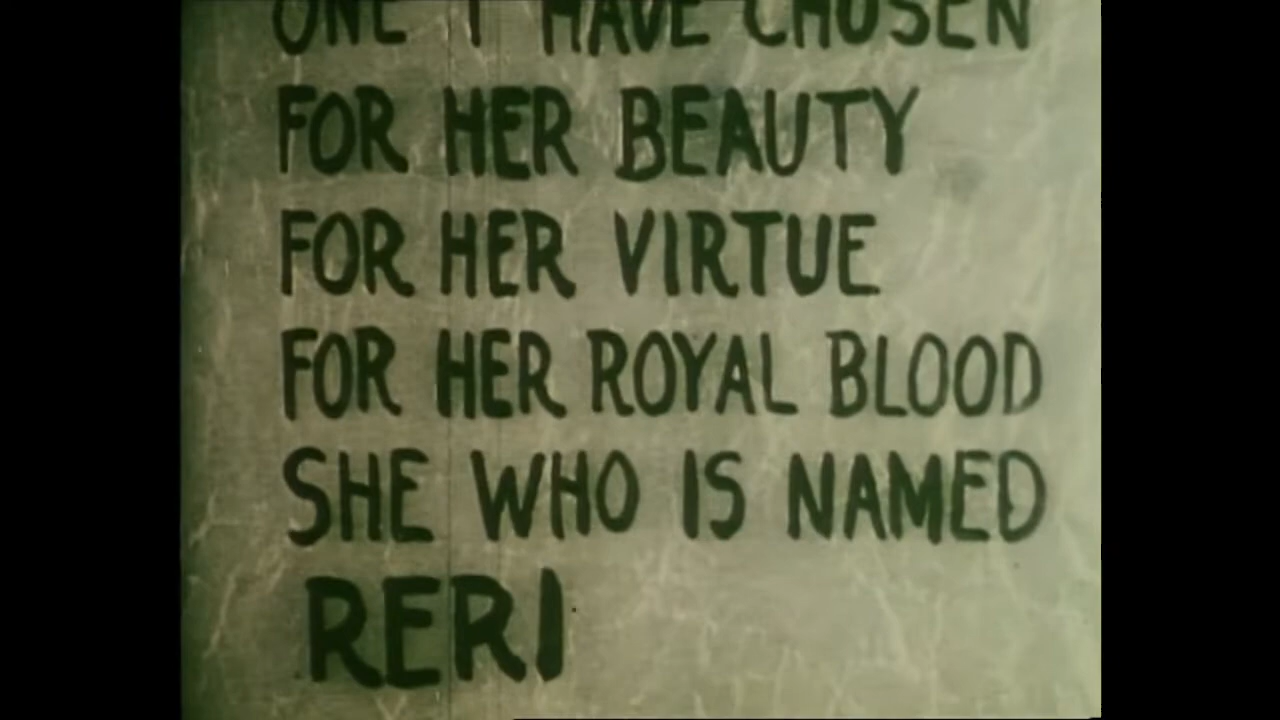 ONE I HAVE CHOSEN
FOR HER BEAUTY
FOR HER VIRTUE
FOR HER ROYAL BLOOD
SHE WHO IS NAMED
RERI